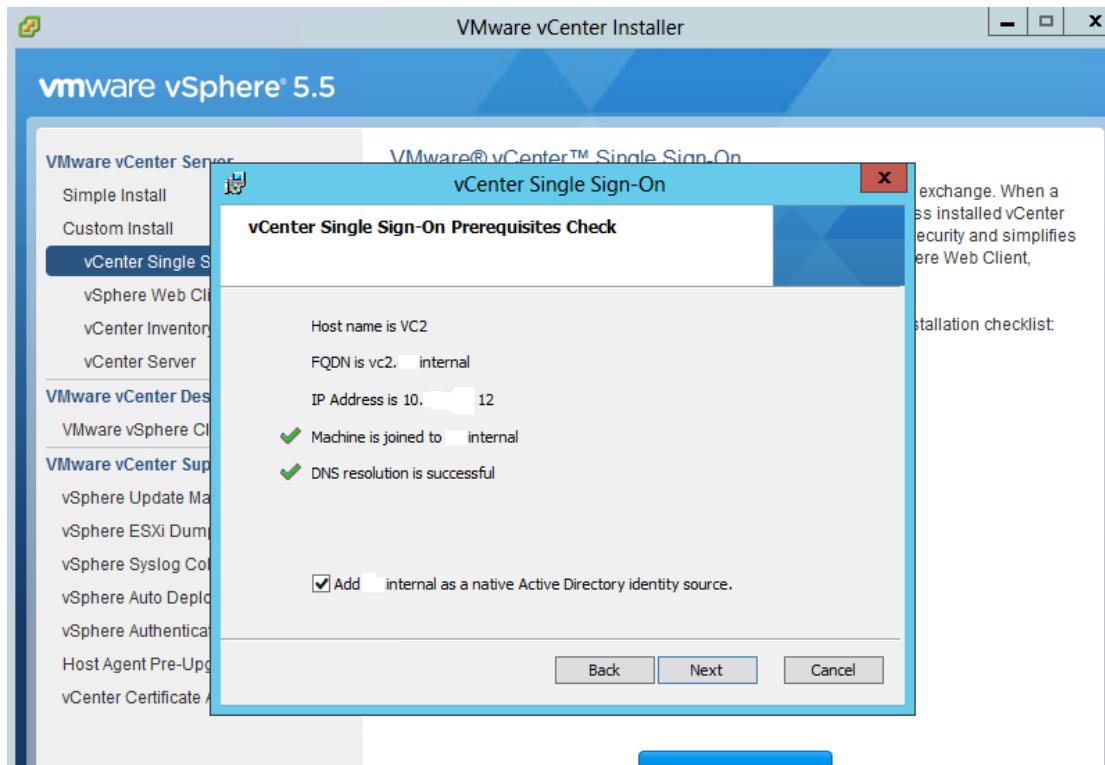 VMware vCenter Installer
vmware vSphere® 5.5
VMware vCenter Server
Simple Install
Custom Install
vCenter Single S
vSphere Web Cli
vCenter Inventory
vCenter Server
VMware vCenter Des
VMware vSphere Cl
VMware vCenter Sup
vSphere Update Ma
vSphere ESXi Dump
vSphere Syslog Col
vSphere Auto Deplo
vSphere Authenticat
Host Agent Pre-Upg
vCenter Certificate A
VMware® vCenter™ Single Sign-On
exchange. When a
ss installed vCenter
ecurity and simplifies
ere Web Client,
stallation checklist:
vCenter Single Sign-On
x
vCenter Single Sign-On Prerequisites Check
Host name is VC2
FQDN is vc2. internal
IP Address is 10. 12
Machine is joined to internal
DNS resolution is successful
Add internal as a native Active Directory identity source.
Back Next Cancel